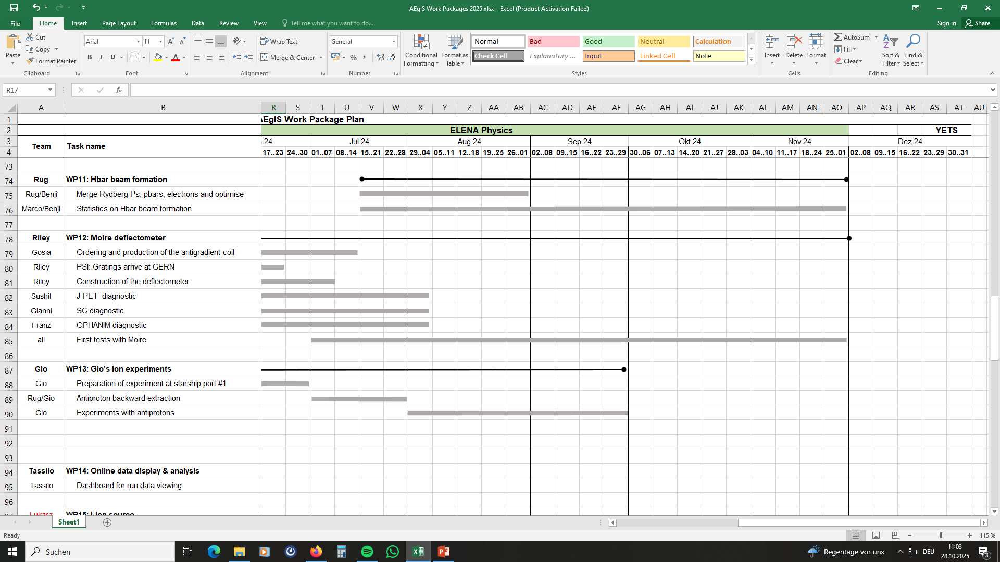 AEgIS Work Packages 2025.xlsx - Excel (Product Activation Failed)
File Home Insert Page Layout Formulas Data Review View Tell me what you want to do... Sign in Share
Paste Cut Copy Format Painter Clipboard
Arial 11 B I U Font
Wrap Text Merge & Center Alignment
General % Number
Conditional Formatting Format as Table
Normal Bad Good Neutral Calculation
Check Cell Explanatory ... Input Linked Cell Note
Styles
Insert Delete Format Cells
AutoSum Fill Clear Sort & Filter Find & Select Editing
R17 fx
A B R S T U V W X Y Z AA AB AC AD AE AF AG AH AI AJ AK AL AM AN AO AP AQ AR AS AT AU
1 AEgIS Work Package Plan
2 ELENA Physics YETS
3 Team Task name 24 Jul 24 Aug 24 Sep 24 Okt 24 Nov 24 Dez 24
4 17..23 24..30 01..07 08..14 15..21 22..28 29..04 05..11 12..18 19..25 26..01 02..08 09..15 16..22 23..29 30..06 07..13 14..20 21..27 28..03 04..10 11..17 18..24 25..01 02..08 09..15 16..22 23..29 30..31
73
74 Rug WP11: Hbar beam formation
75 Rug/Benji Merge Rydberg Ps, pbars, electrons and optimise
76 Marco/Benji Statistics on Hbar beam formation
77
78 Riley WP12: Moire deflectometer
79 Gosia Ordering and production of the antigradient-coil
80 Riley PSI: Gratings arrive at CERN
81 Riley Construction of the deflectometer
82 Sushil J-PET diagnostic
83 Gianni SC diagnostic
84 Franz OPHANIM diagnostic
85 all First tests with Moire
86
87 Gio WP13: Gio's ion experiments
88 Gio Preparation of experiment at starship port #1
89 Rug/Gio Antiproton backward extraction
90 Gio Experiments with antiprotons
91
92
93
94 Tassilo WP14: Online data display & analysis
95 Tassilo Dashboard for run data viewing
96
97 Lukasz WP15: I-ion source
Sheet1
Ready 115 %
Suchen Regentage vor uns DEU 11:03
28.10.2025 3